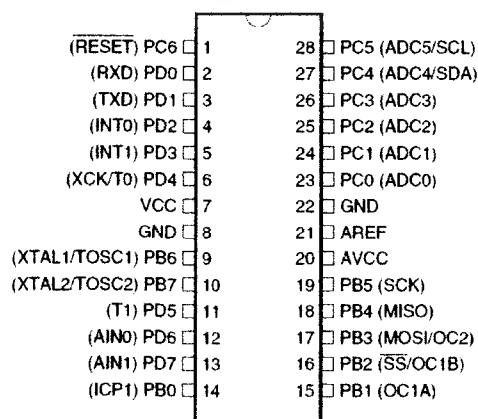 (RESET) PC6 1 28 PC5 (ADC5/SCL)
(RXD) PD0 2 27 PC4 (ADC4/SDA)
(TXD) PD1 3 26 PC3 (ADC3)
(INT0) PD2 4 25 PC2 (ADC2)
(INT1) PD3 5 24 PC1 (ADC1)
(XCK/T0) PD4 6 23 PC0 (ADC0)
VCC 7 22 GND
GND 8 21 AREF
(XTAL1/TOSC1) PB6 9 20 AVCC
(XTAL2/TOSC2) PB7 10 19 PB5 (SCK)
(T1) PD5 11 18 PB4 (MISO)
(AIN0) PD6 12 17 PB3 (MOSI/OC2)
(AIN1) PD7 13 16 PB2 (SS/OC1B)
(ICP1) PB0 14 15 PB1 (OC1A)